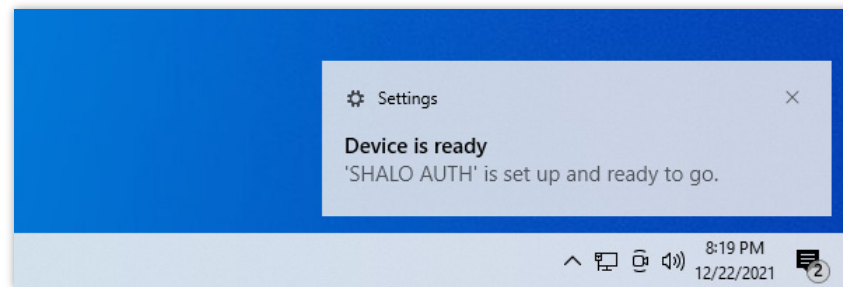 Settings
Device is ready
'SHALO AUTH' is set up and ready to go.
8:19 PM
12/22/2021
2